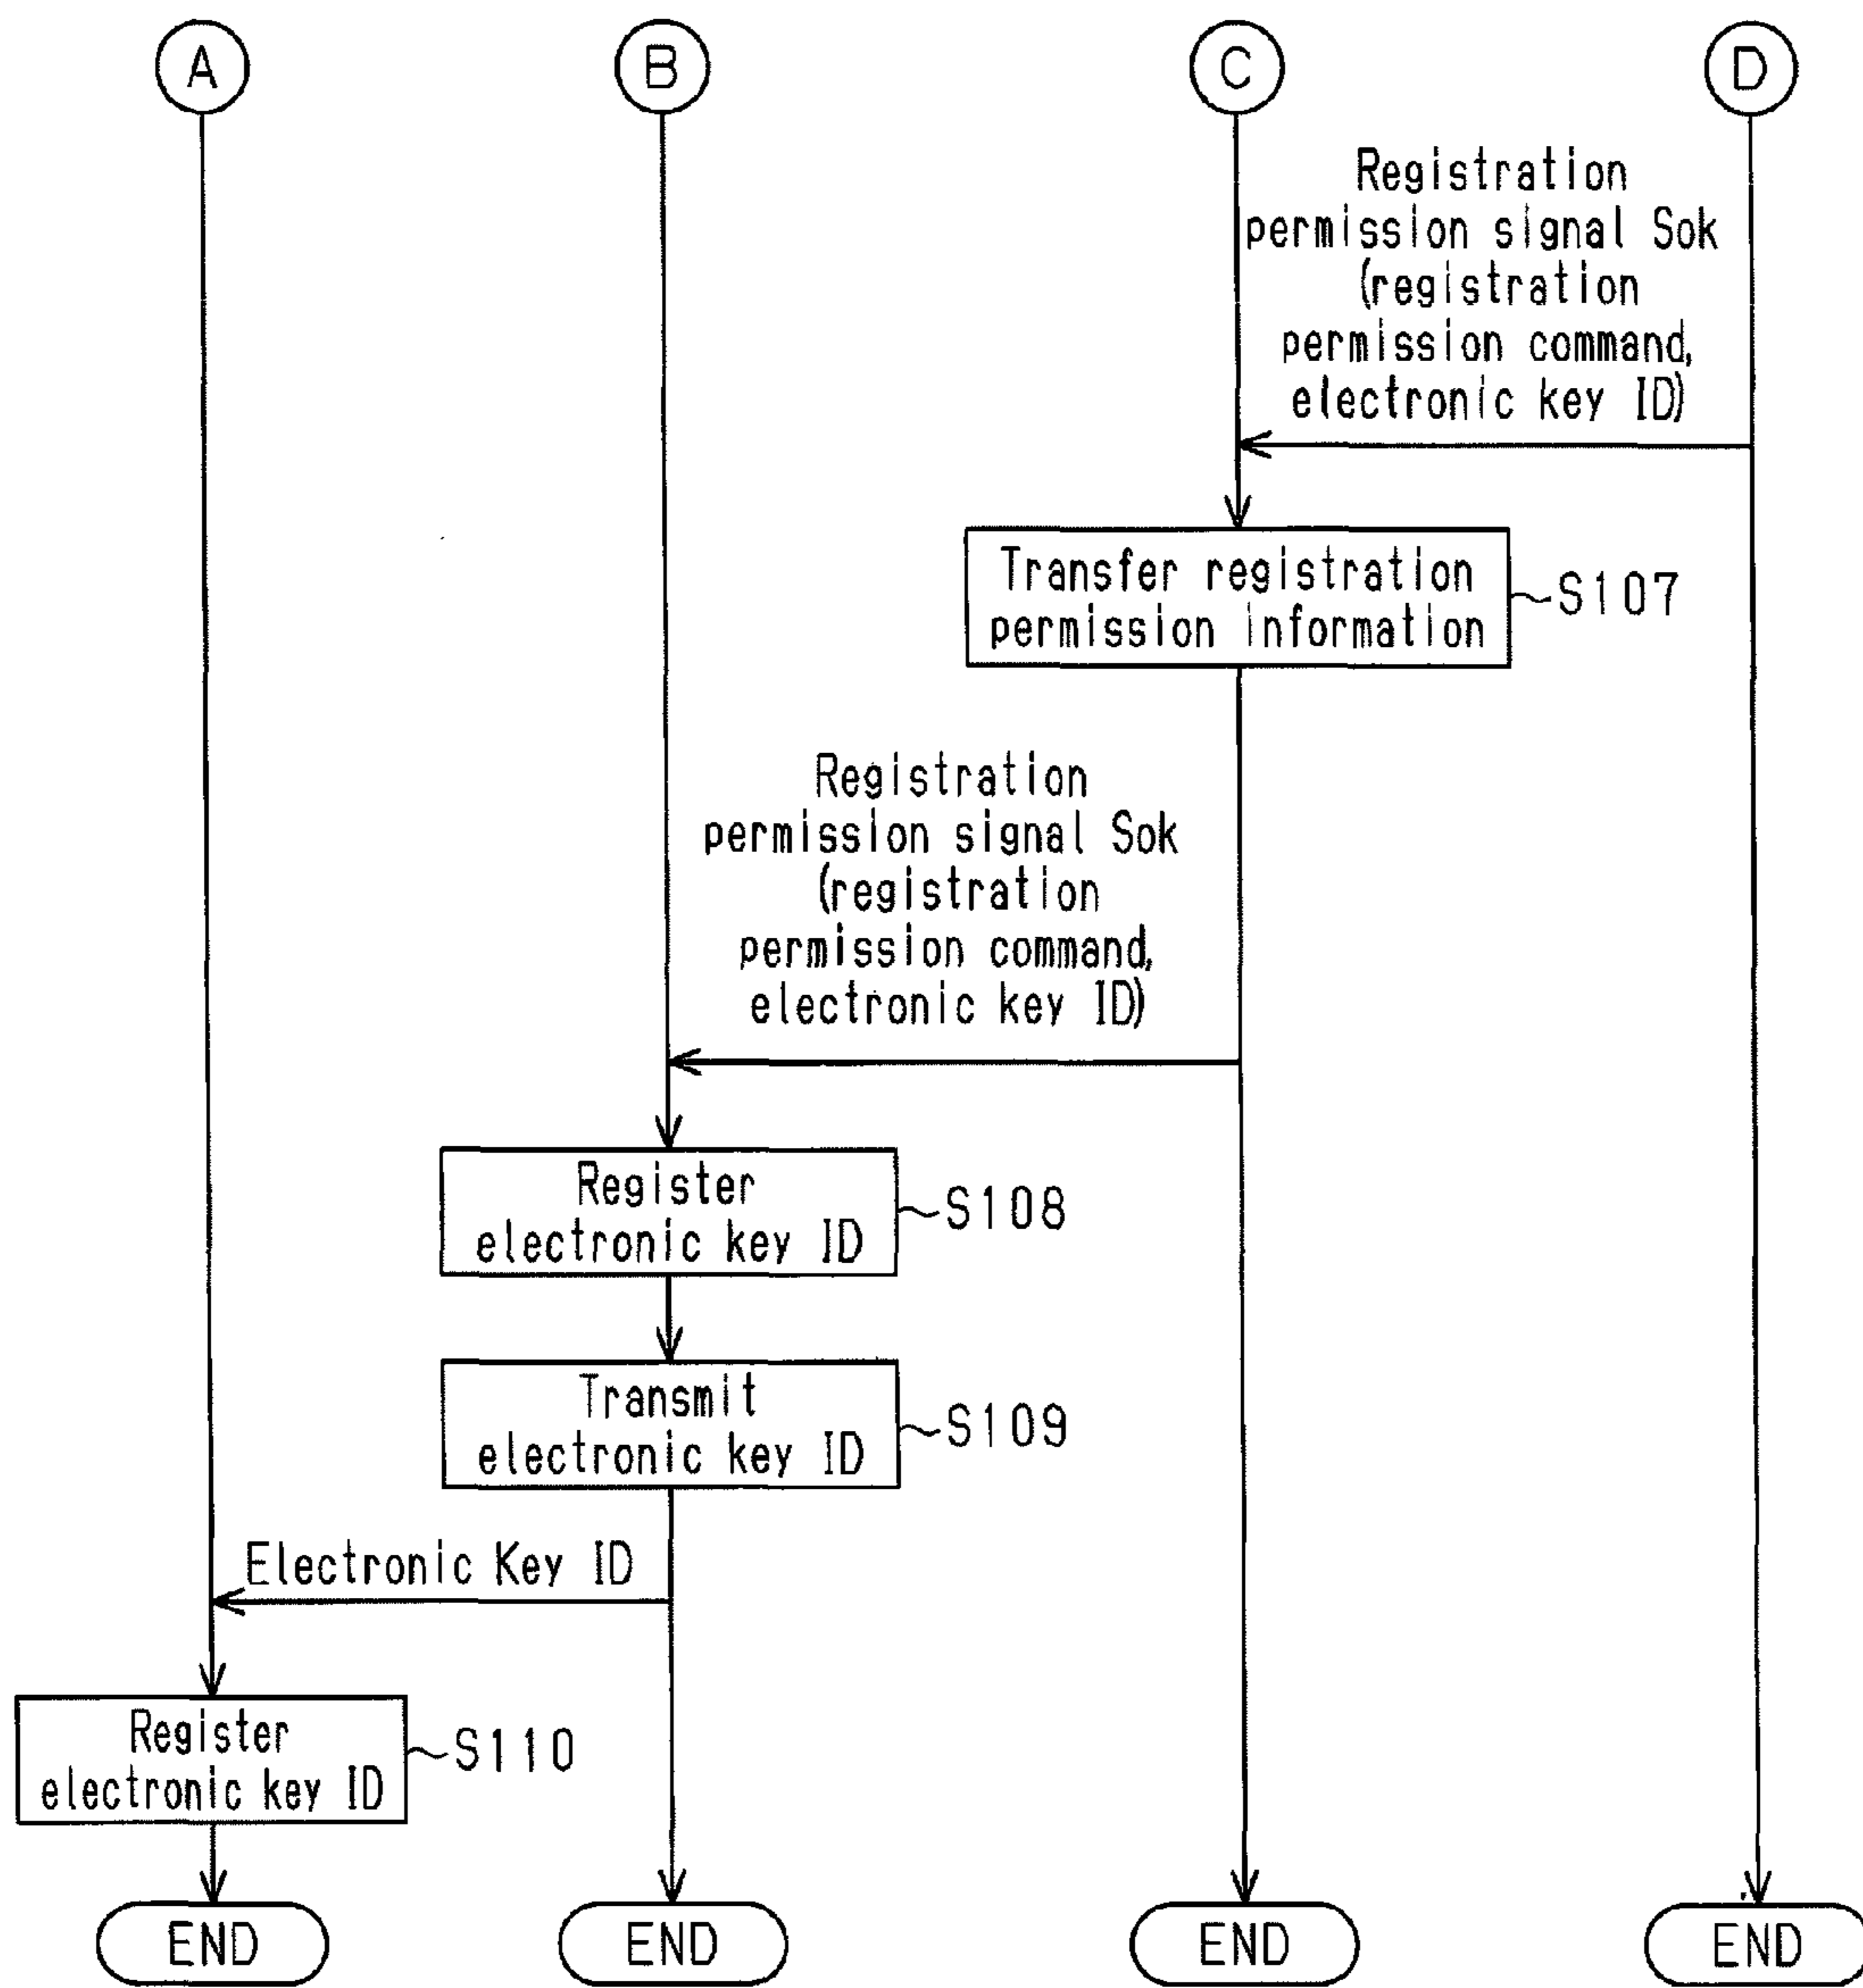 A
B
C
D
Registration
permission signal Sok
(registration
permission command,
electronic key ID)
Transfer registration
permission information
S107
Registration
permission signal Sok
(registration
permission command,
electronic key ID)
Register
electronic key ID
S108
Transmit
electronic key ID
S109
Electronic Key ID
Register
electronic key ID
S110
END
END
END
END